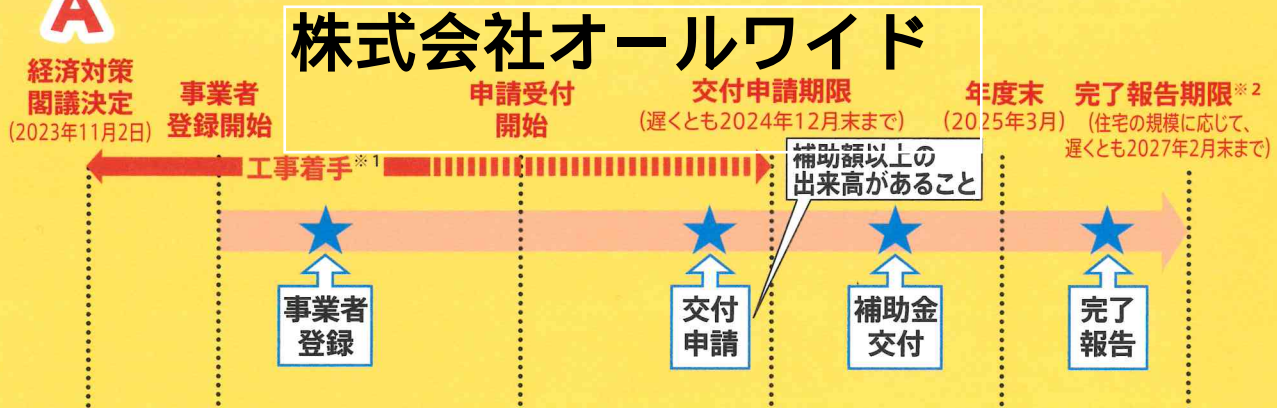 A
株式会社オールワイド
経済対策
閣議決定
(2023年11月2日)
事業者
登録開始
申請受付
開始
交付申請期限
(遅くとも2024年12月末まで)
年度末
(2025年3月)
完了報告期限※2
(住宅の規模に応じて、
遅くとも2027年2月末まで)
工事着手※1
補助額以上の
出来高があること
事業者
登録
交付
申請
補助金
交付
完了
報告